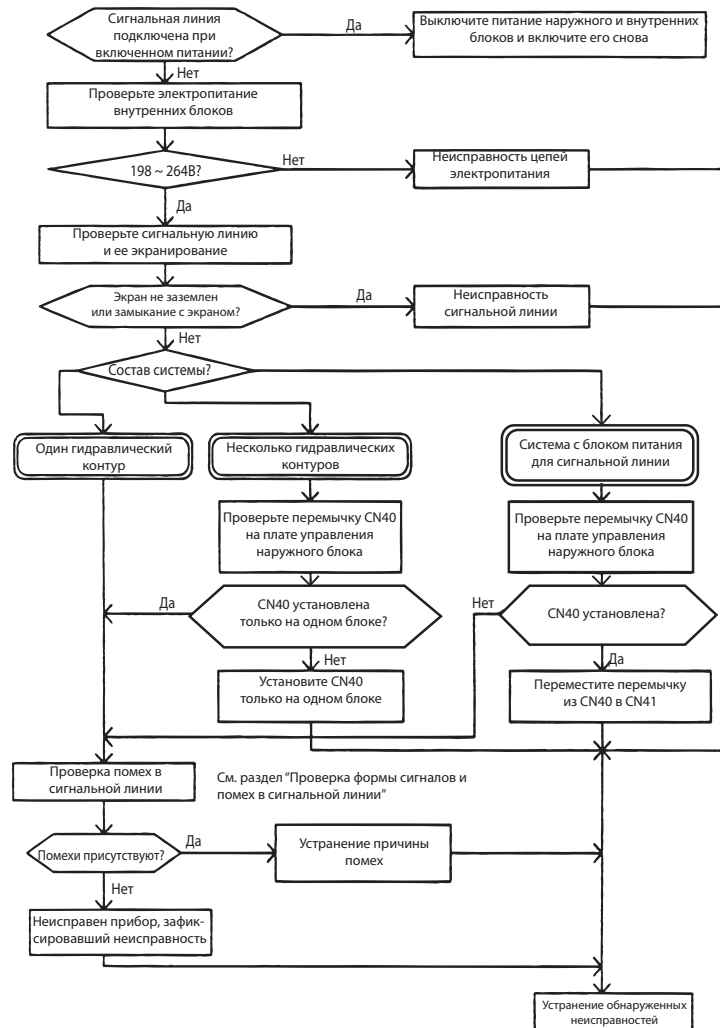 Сигнальная линия
подключена при
включенном питании?
Да
Выключите питание наружного и внутренних
блоков и включите его снова
Нет
Проверьте электропитание
внутренних блоков
198 ~ 264В?
Нет
Неисправность цепей
электропитания
Да
Проверьте сигнальную линию
и ее экранирование
Экран не заземлен
или замыкание с экраном?
Да
Неисправность
сигнальной линии
Нет
Состав системы?
Один гидравлический
контур
Несколько гидравлических
контуров
Система с блоком питания
для сигнальной линии
Проверьте перемычку CN40
на плате управления
наружного блока
Проверьте перемычку CN40
на плате управления
наружного блока
Да
CN40 установлена
только на одном блоке?
Нет
CN40 установлена?
Нет
Установите CN40
только на одном блоке
Да
Переместите перемычку
из CN40 в CN41
Проверка помех в
сигнальной линии
См. раздел "Проверка формы сигналов и
помех в сигнальной линии"
Помехи присутствуют?
Да
Устранение причины
помех
Нет
Неисправен прибор, зафик-
сировавший неисправность
Устранение обнаруженных
неисправностей